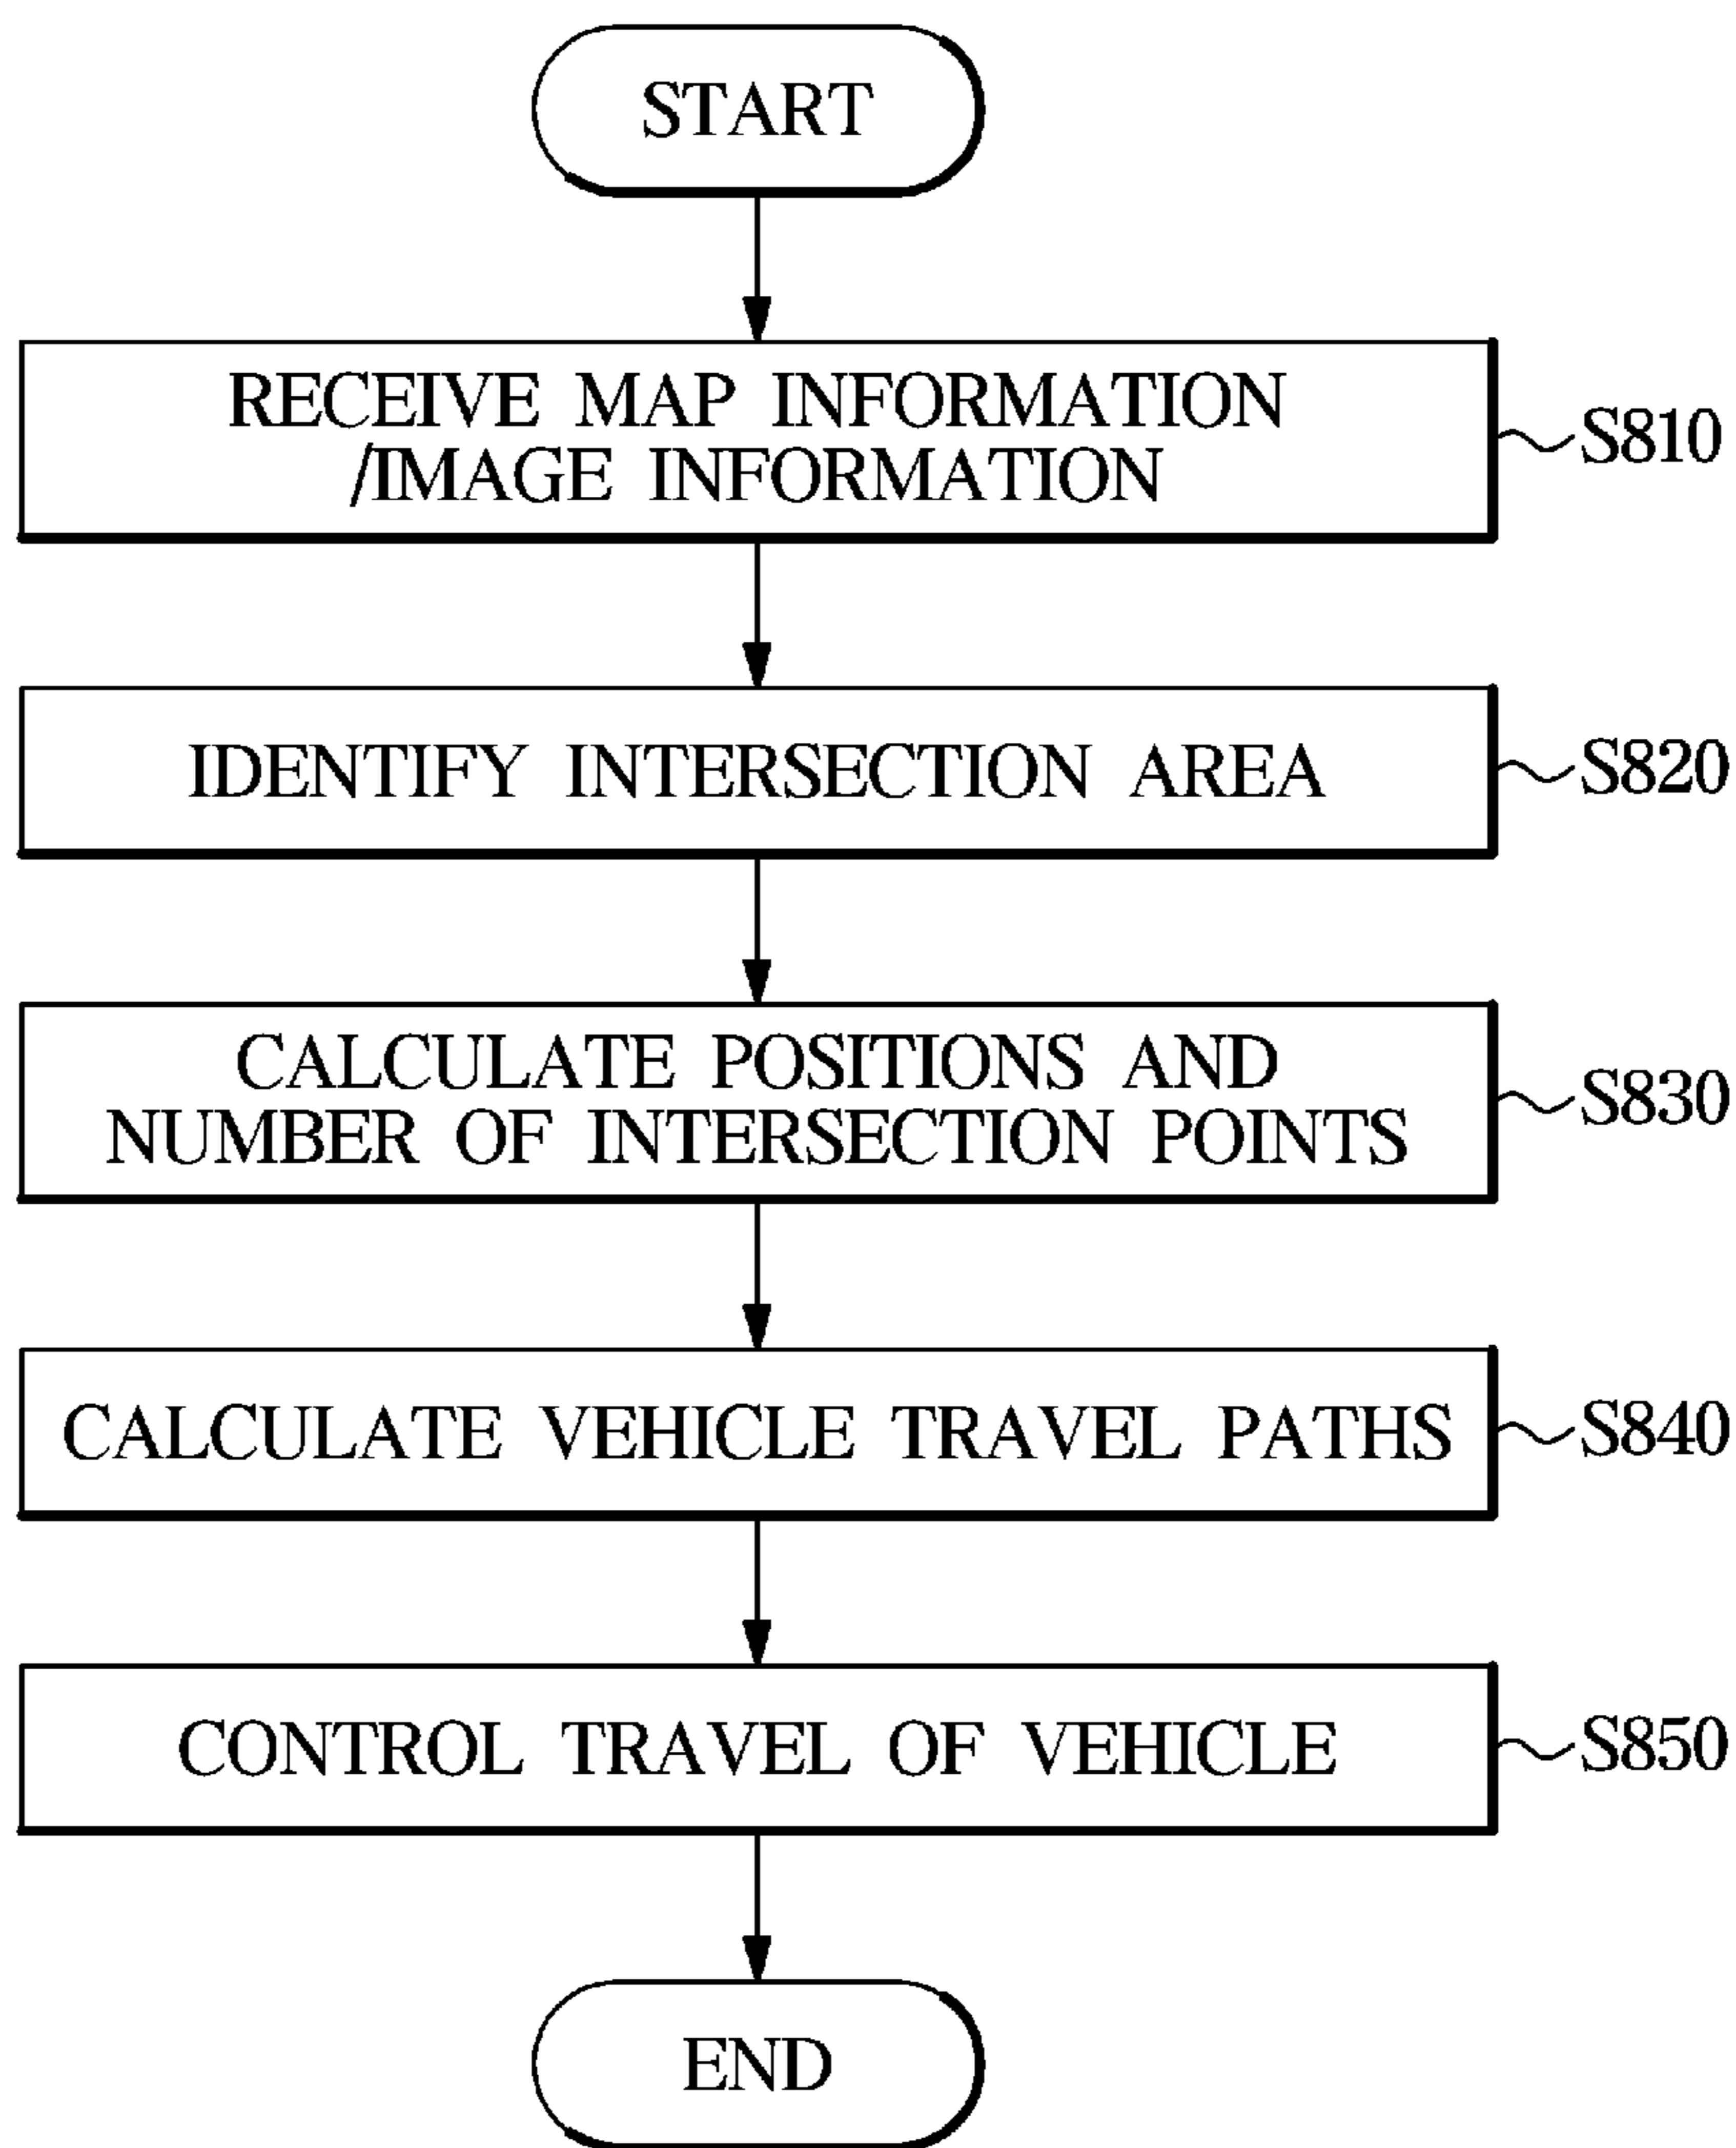 START
RECEIVE MAP INFORMATION
/IMAGE INFORMATION
S810
IDENTIFY INTERSECTION AREA
S820
CALCULATE POSITIONS AND
NUMBER OF INTERSECTION POINTS
S830
CALCULATE VEHICLE TRAVEL PATHS
S840
CONTROL TRAVEL OF VEHICLE
S850
END